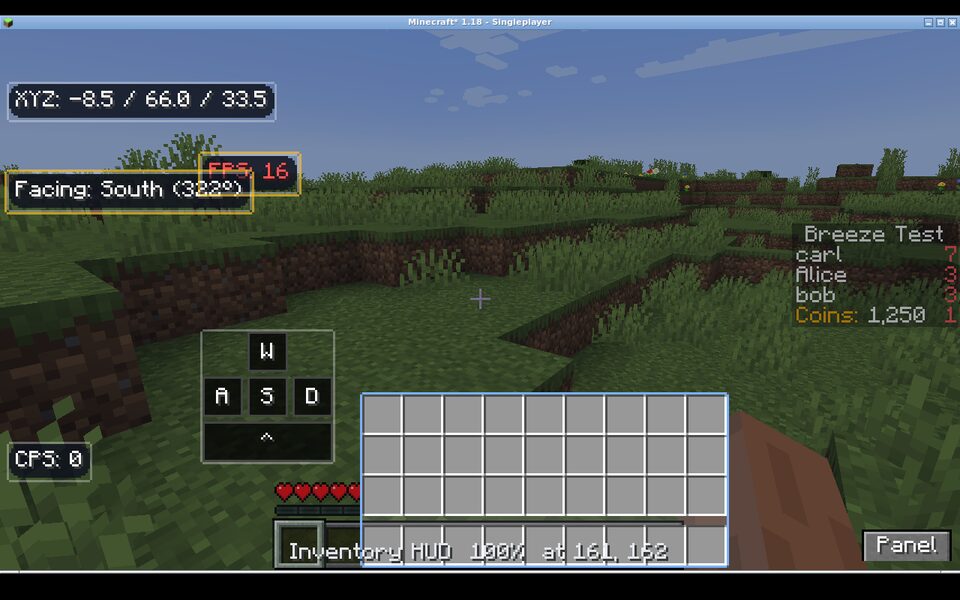 Minecraft* 1.18 - Singleplayer
XYZ: -8.5 / 66.0 / 33.5
FPS: 16
Facing: South (322°)
Breeze Test
carl 7
Alice 3
bob 3
Coins: 1,250 1
W
A S D
^
CPS: 0
Inventory HUD 100% at 161, 162
Panel